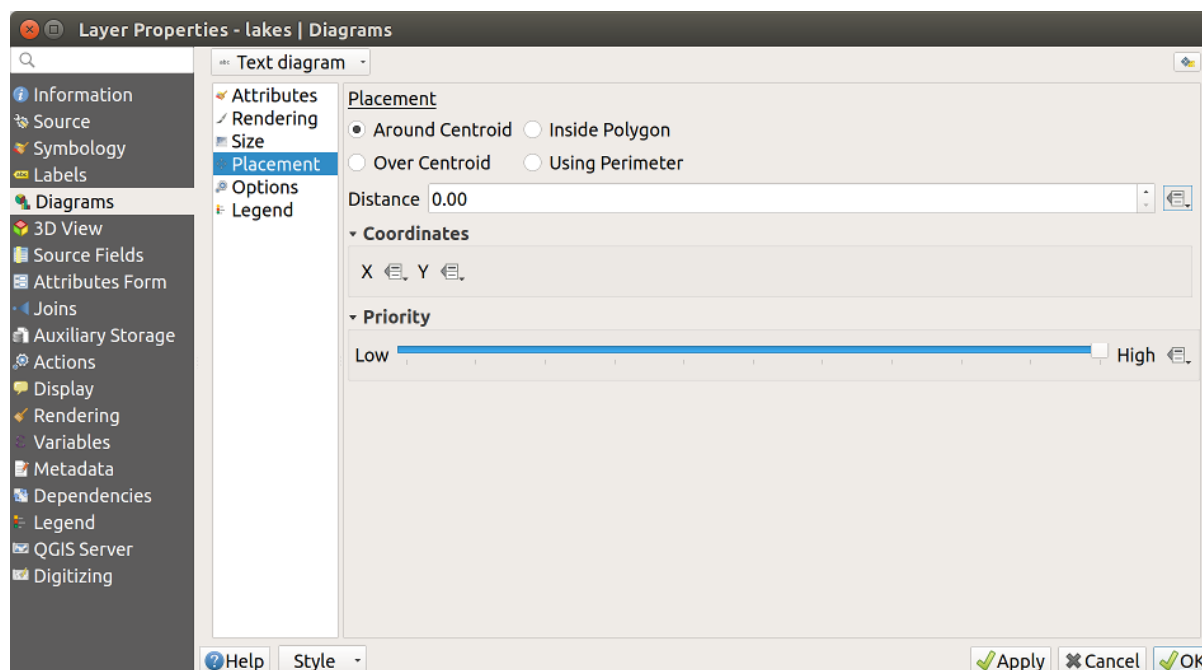 Layer Properties - lakes | Diagrams
Text diagram
Information
Source
Symbology
Labels
Diagrams
3D View
Source Fields
Attributes Form
Joins
Auxiliary Storage
Actions
Display
Rendering
Variables
Metadata
Dependencies
Legend
QGIS Server
Digitizing
Attributes
Rendering
Size
Placement
Options
Legend
Placement
Around Centroid Inside Polygon
Over Centroid Using Perimeter
Distance 0.00
Coordinates
X Y
Priority
Low High
Help Style Apply Cancel OK